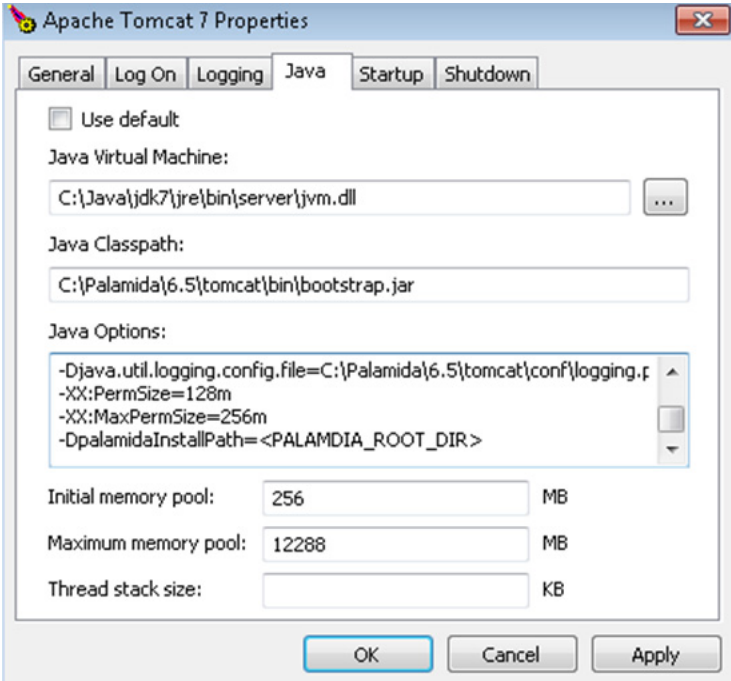 Apache Tomcat 7 Properties
General Log On Logging Java Startup Shutdown
Use default
Java Virtual Machine:
C:\Java\jdk7\jre\bin\server\jvm.dll
...
Java Classpath:
C:\Palamida\6.5\tomcat\bin\bootstrap.jar
Java Options:
-Djava.util.logging.config.file=C:\Palamida\6.5\tomcat\conf\logging.p
-XX:PermSize=128m
-XX:MaxPermSize=256m
-DpalamidaInstallPath=<PALAMDIA_ROOT_DIR>
Initial memory pool: 256 MB
Maximum memory pool: 12288 MB
Thread stack size: KB
OK Cancel Apply